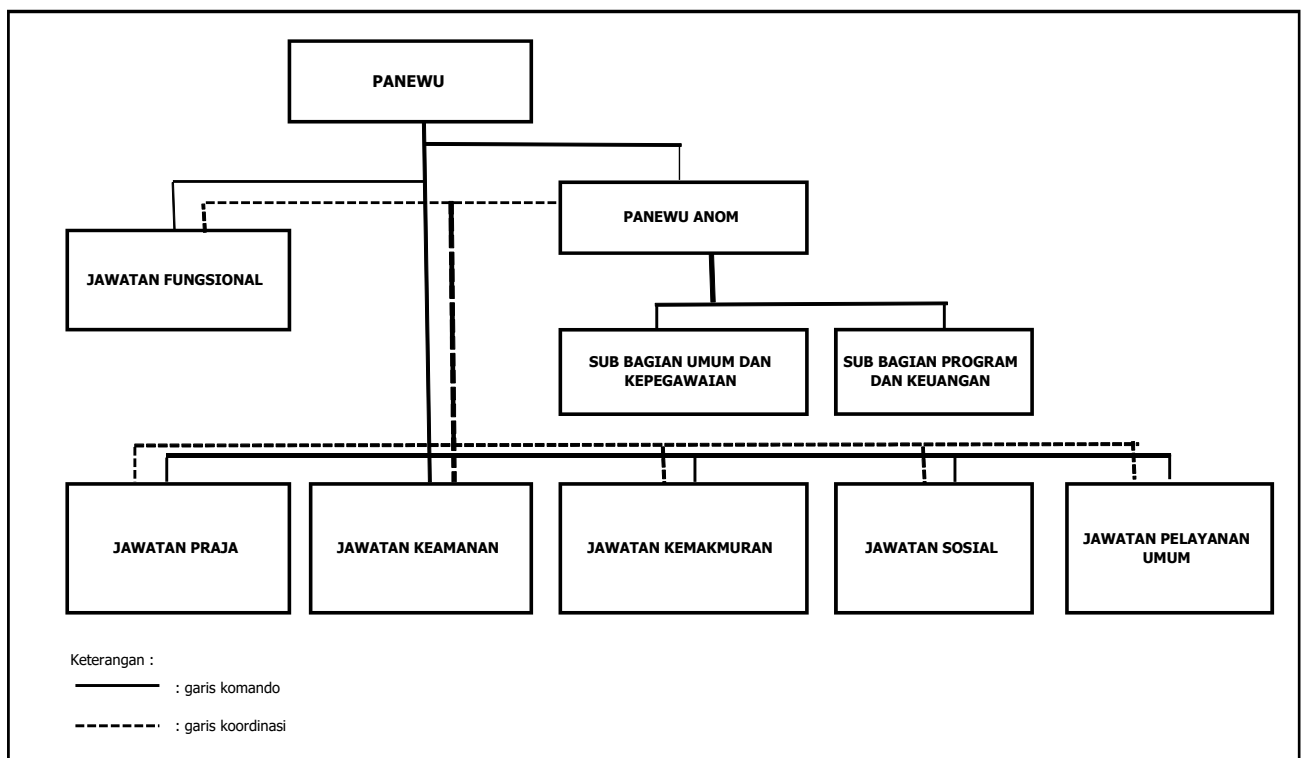 PANEWU
PANEWU ANOM
JAWATAN FUNGSIONAL
SUB BAGIAN UMUM DAN
KEPEGAWAIAN
SUB BAGIAN PROGRAM
DAN KEUANGAN
JAWATAN PRAJA
JAWATAN KEAMANAN
JAWATAN KEMAKMURAN
JAWATAN SOSIAL
JAWATAN PELAYANAN
UMUM
Keterangan :
: garis komando
: garis koordinasi